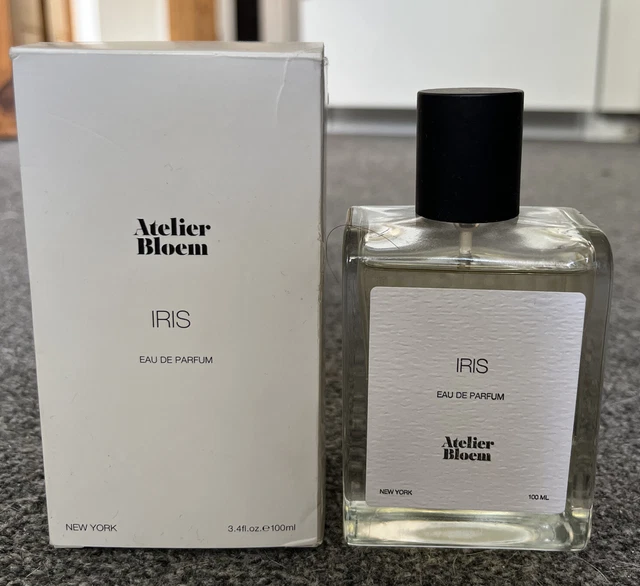 Atelier
Bloem
IRIS
EAU DE PARFUM
NEW YORK
3.4fl.oz.℮100ml
IRIS
EAU DE PARFUM
Atelier
Bloem
NEW YORK
100 ML